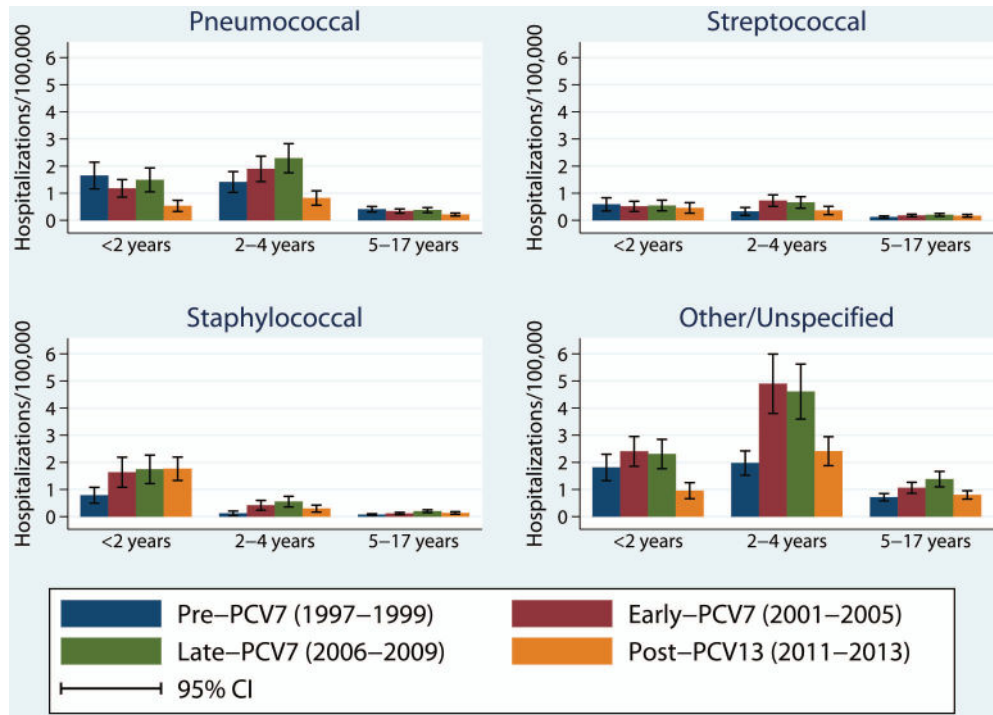 Pneumococcal
Hospitalizations/100,000
6
5
4
3
2
1
0
<2 years
2–4 years
5–17 years
Streptococcal
Hospitalizations/100,000
6
5
4
3
2
1
0
<2 years
2–4 years
5–17 years
Staphylococcal
Hospitalizations/100,000
6
5
4
3
2
1
0
<2 years
2–4 years
5–17 years
Other/Unspecified
Hospitalizations/100,000
6
5
4
3
2
1
0
<2 years
2–4 years
5–17 years
Pre–PCV7 (1997–1999)
Early–PCV7 (2001–2005)
Late–PCV7 (2006–2009)
Post–PCV13 (2011–2013)
95% CI